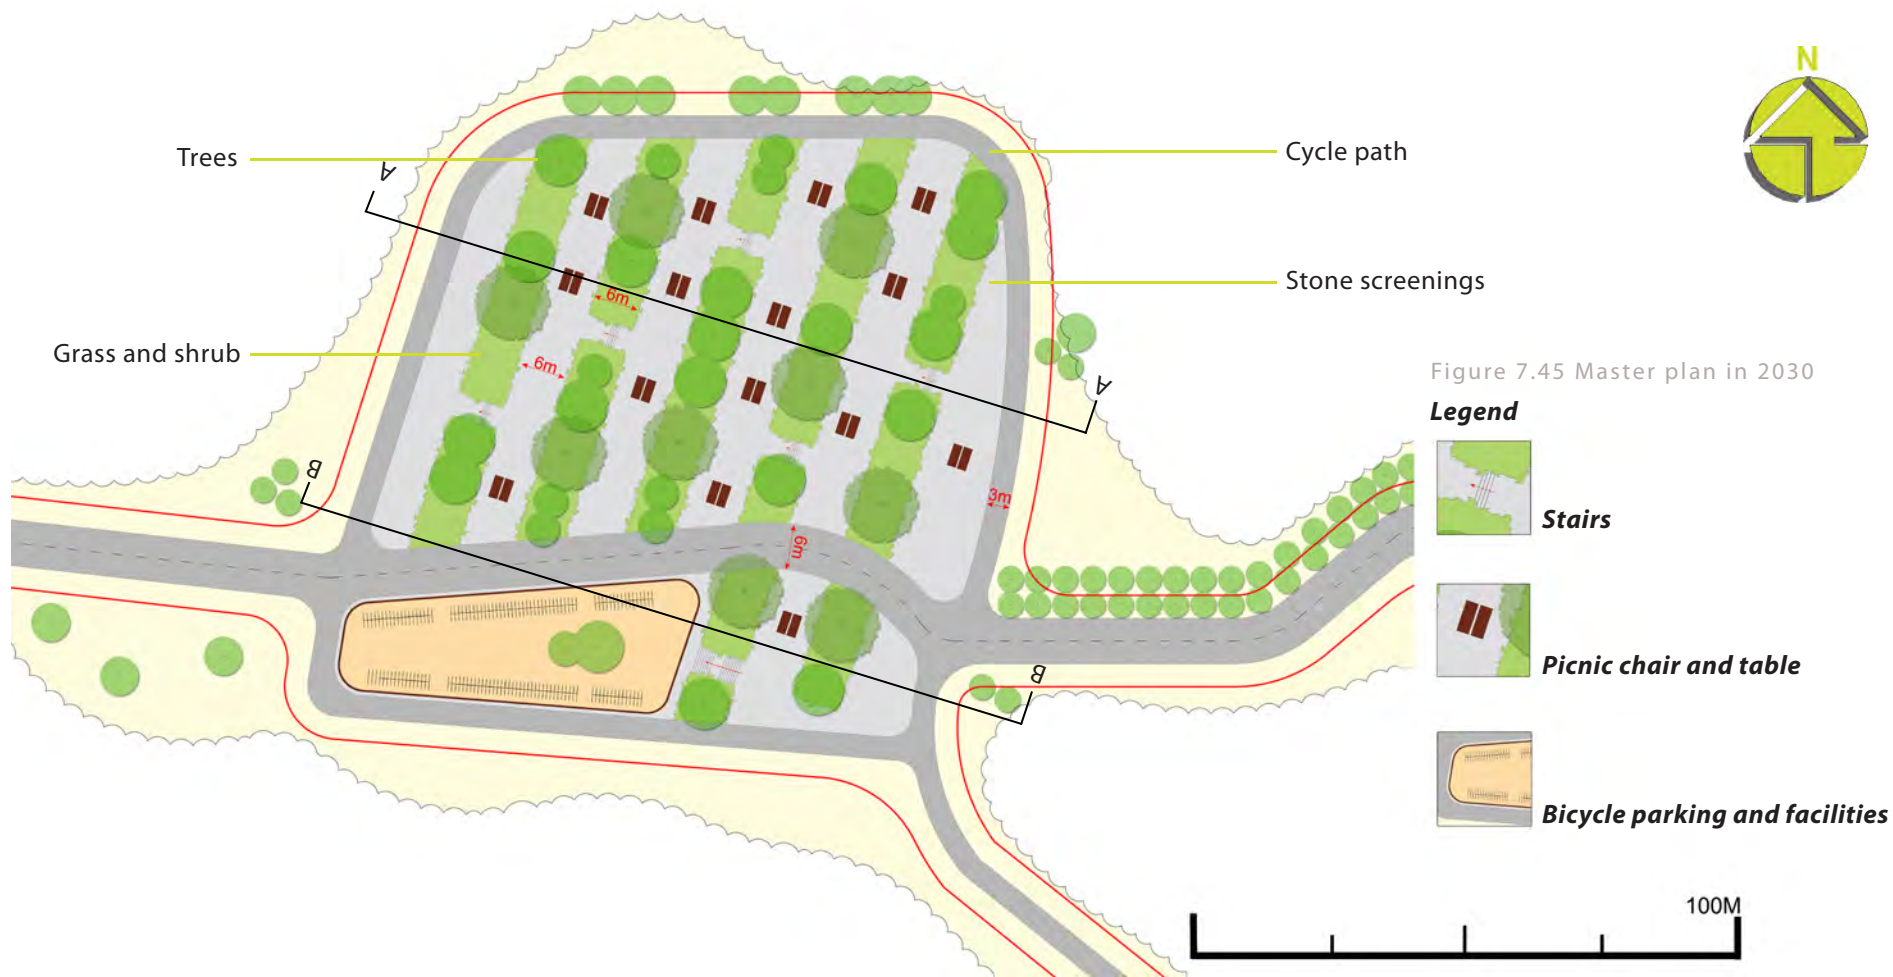 N
Trees
Cycle path
A
Stone screenings
6m
Grass and shrub
6m
A
Figure 7.45 Master plan in 2030
Legend
B
3m
Stairs
6m
Picnic chair and table
B
Bicycle parking and facilities
100M